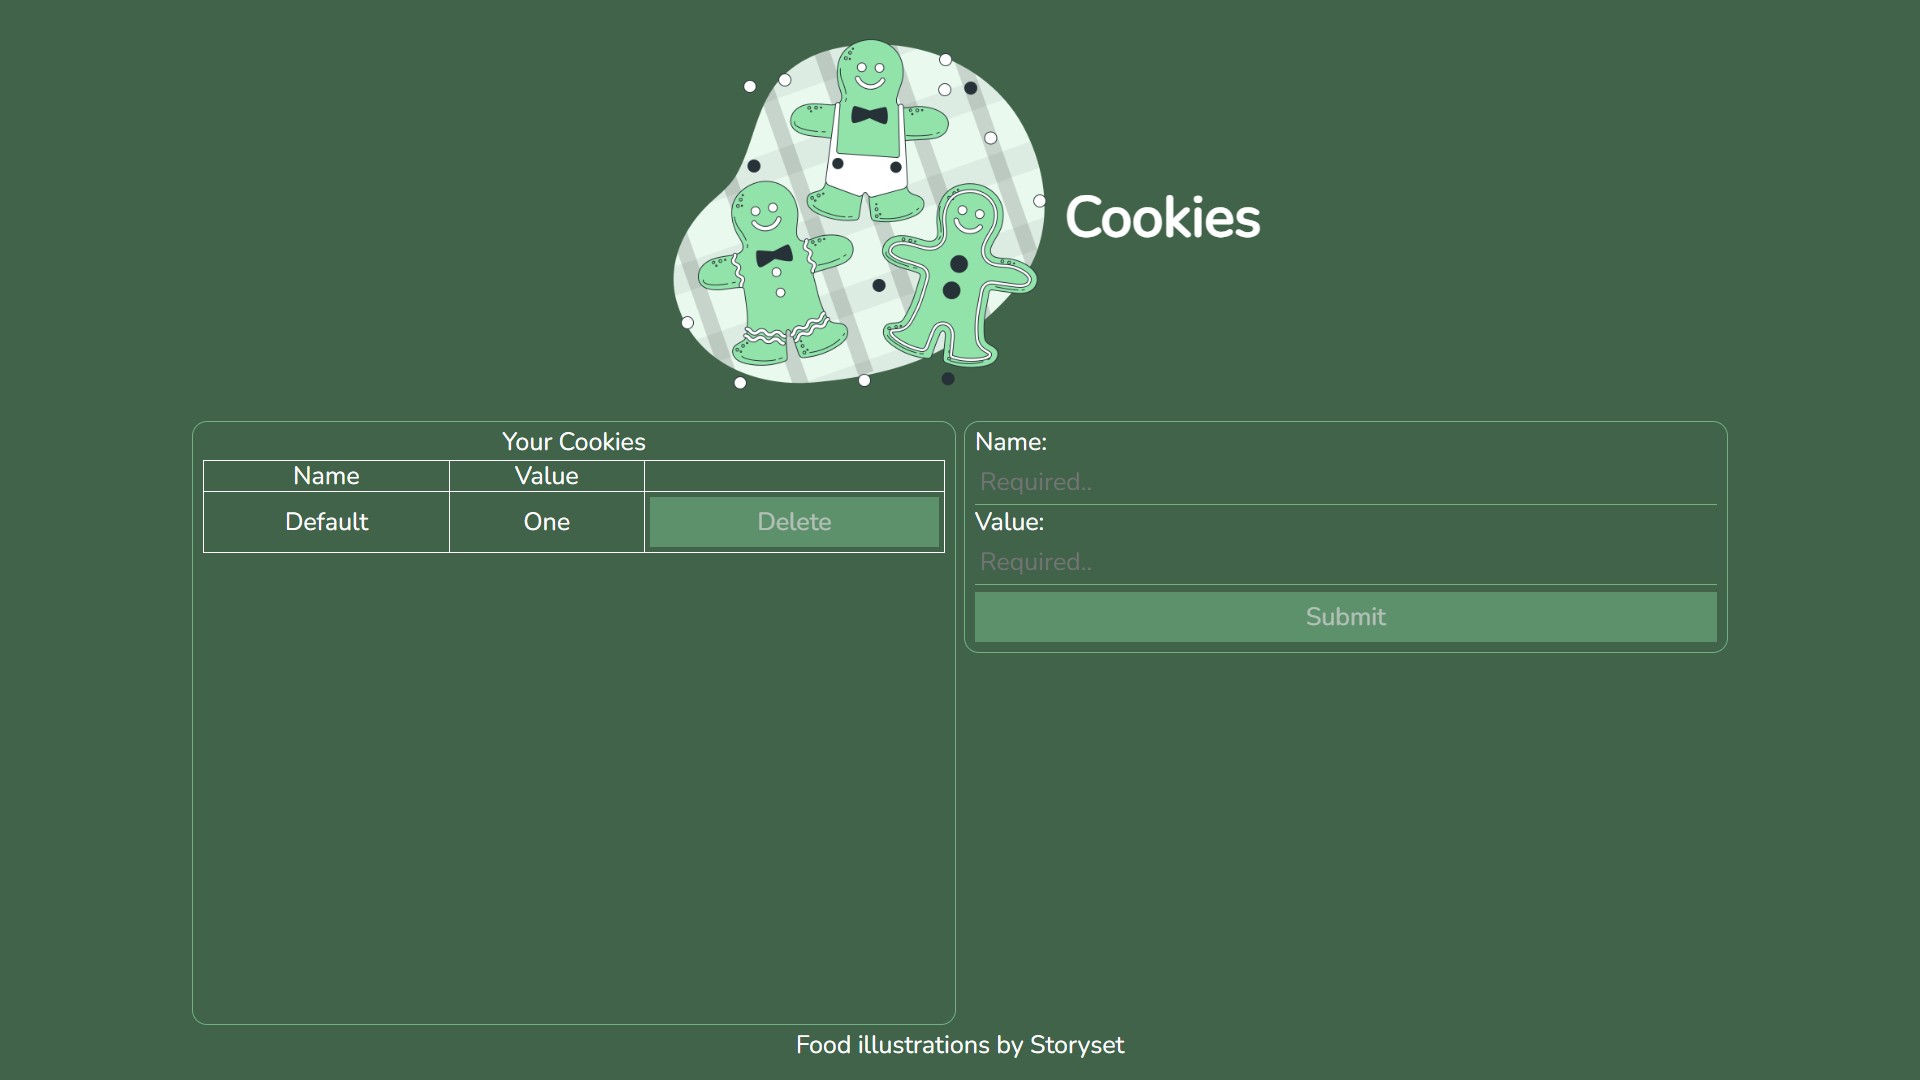 Cookies
Your Cookies
Name Value
Default One Delete
Name:
Required..
Value:
Required..
Submit
Food illustrations by Storyset